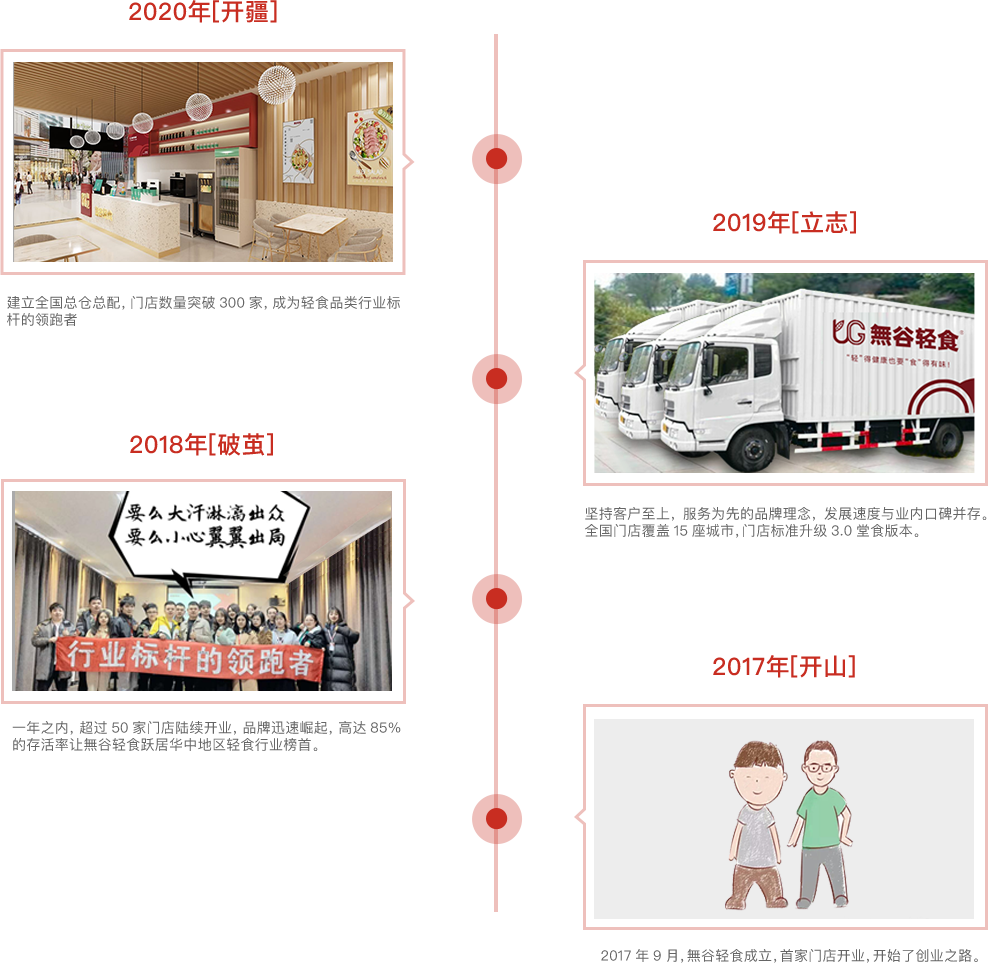 2020年[开疆]
建立全国总仓总配，门店数量突破 300 家，成为轻食品类行业标
杆的领跑者
2019年[立志]
UG 無谷轻食
“轻”得健康也要“食”得有味!
坚持客户至上，服务为先的品牌理念，发展速度与业内口碑并存。
全国门店覆盖 15 座城市，门店标准升级 3.0 堂食版本。
2018年[破茧]
要么大汗淋漓出众
要么小心翼翼出局
行业标杆的领跑者
一年之内，超过 50 家门店陆续开业，品牌迅速崛起，高达 85%
的存活率让無谷轻食跃居华中地区轻食行业榜首。
2017年[开山]
2017 年 9 月，無谷轻食成立，首家门店开业，开始了创业之路。